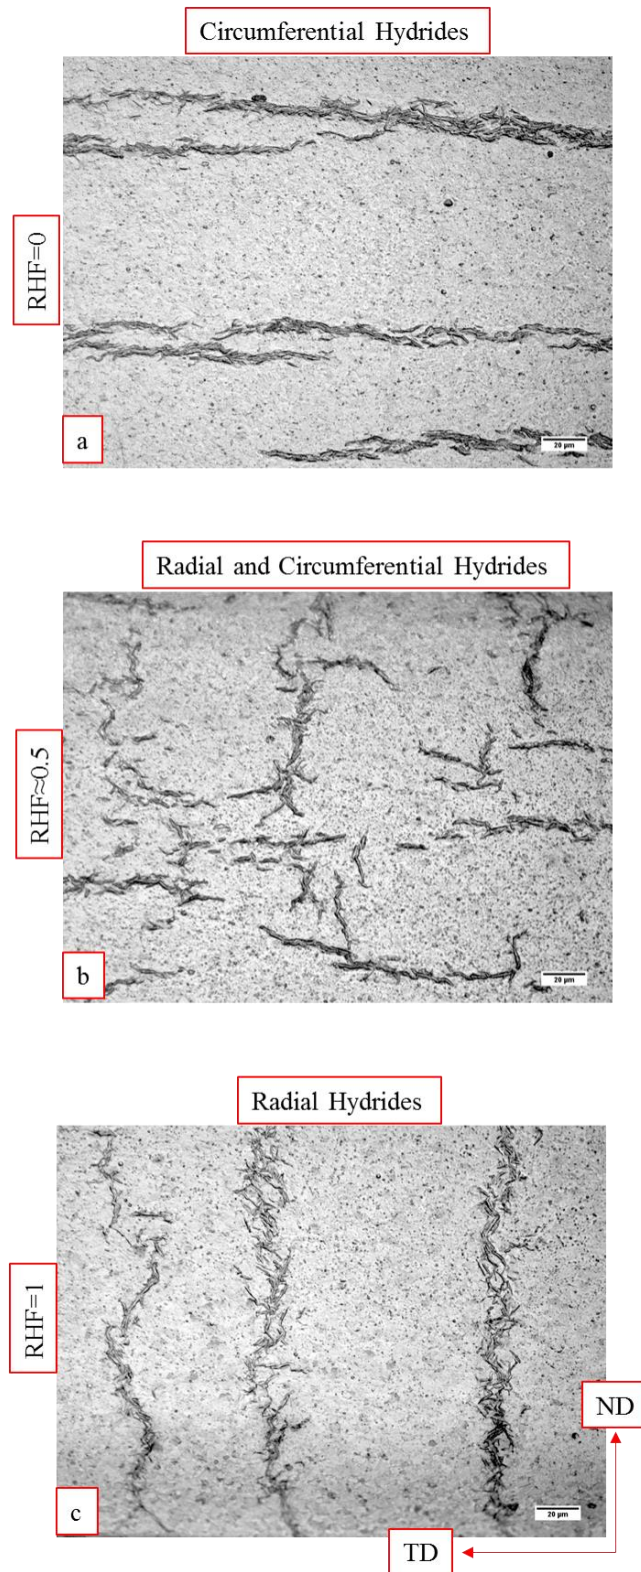 Circumferential Hydrides
RHF=0
a
20 µm
Radial and Circumferential Hydrides
RHF≈0.5
b
20 µm
Radial Hydrides
RHF=1
ND
c
20 µm
TD